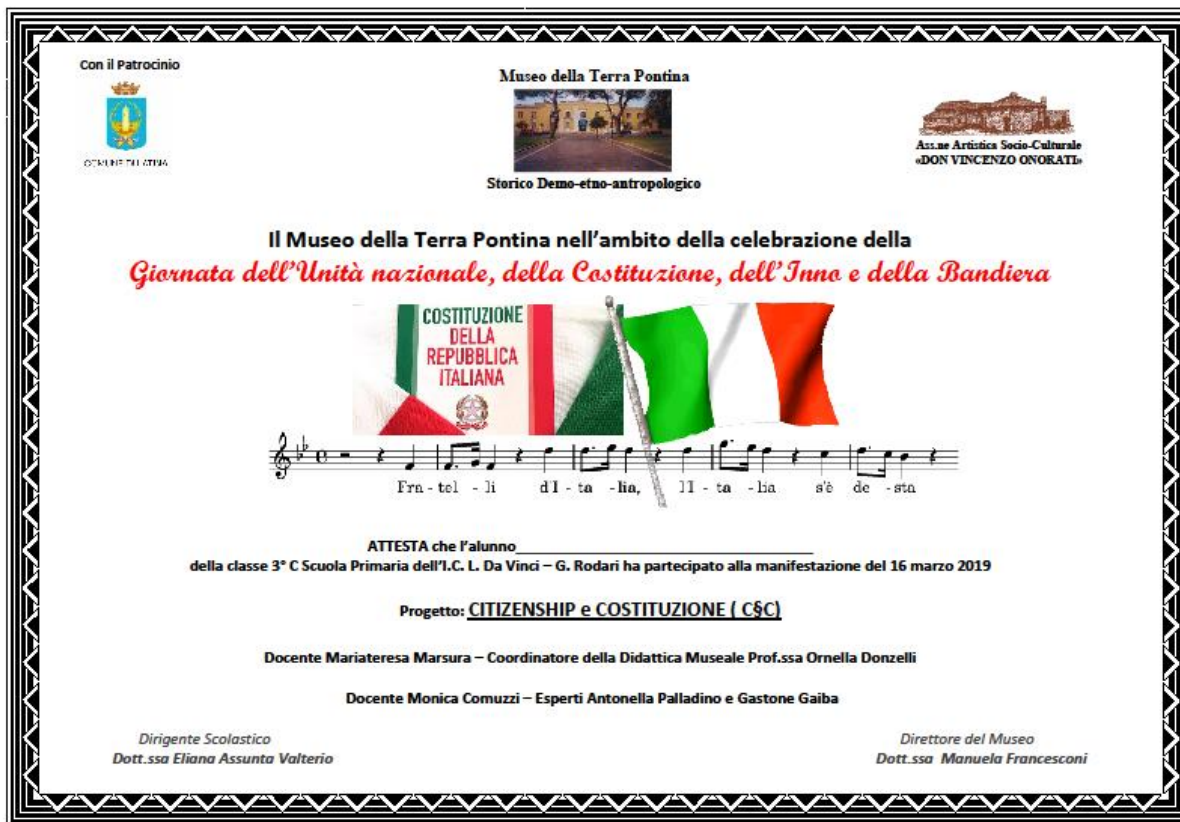 Con il Patrocinio
COMUNE DI LATINA
Museo della Terra Pontina
Storico Demo-etno-antropologico
Ass.ne Artistica Socio-Culturale
«DON VINCENZO ONORATI»
Il Museo della Terra Pontina nell’ambito della celebrazione della
Giornata dell’Unità nazionale, della Costituzione, dell’Inno e della Bandiera
COSTITUZIONE
DELLA
REPUBBLICA
ITALIANA
Fra - tel - li d'I - ta - lia, l'I - ta - lia s'è de - sta
ATTESTA che l’alunno___________________________________
della classe 3° C Scuola Primaria dell’I.C. L. Da Vinci – G. Rodari ha partecipato alla manifestazione del 16 marzo 2019
Progetto: CITIZENSHIP e COSTITUZIONE ( C§C)
Docente Mariateresa Marsura – Coordinatore della Didattica Museale Prof.ssa Ornella Donzelli
Docente Monica Comuzzi – Esperti Antonella Palladino e Gastone Gaiba
Dirigente Scolastico
Dott.ssa Eliana Assunta Valterio
Direttore del Museo
Dott.ssa Manuela Francesconi